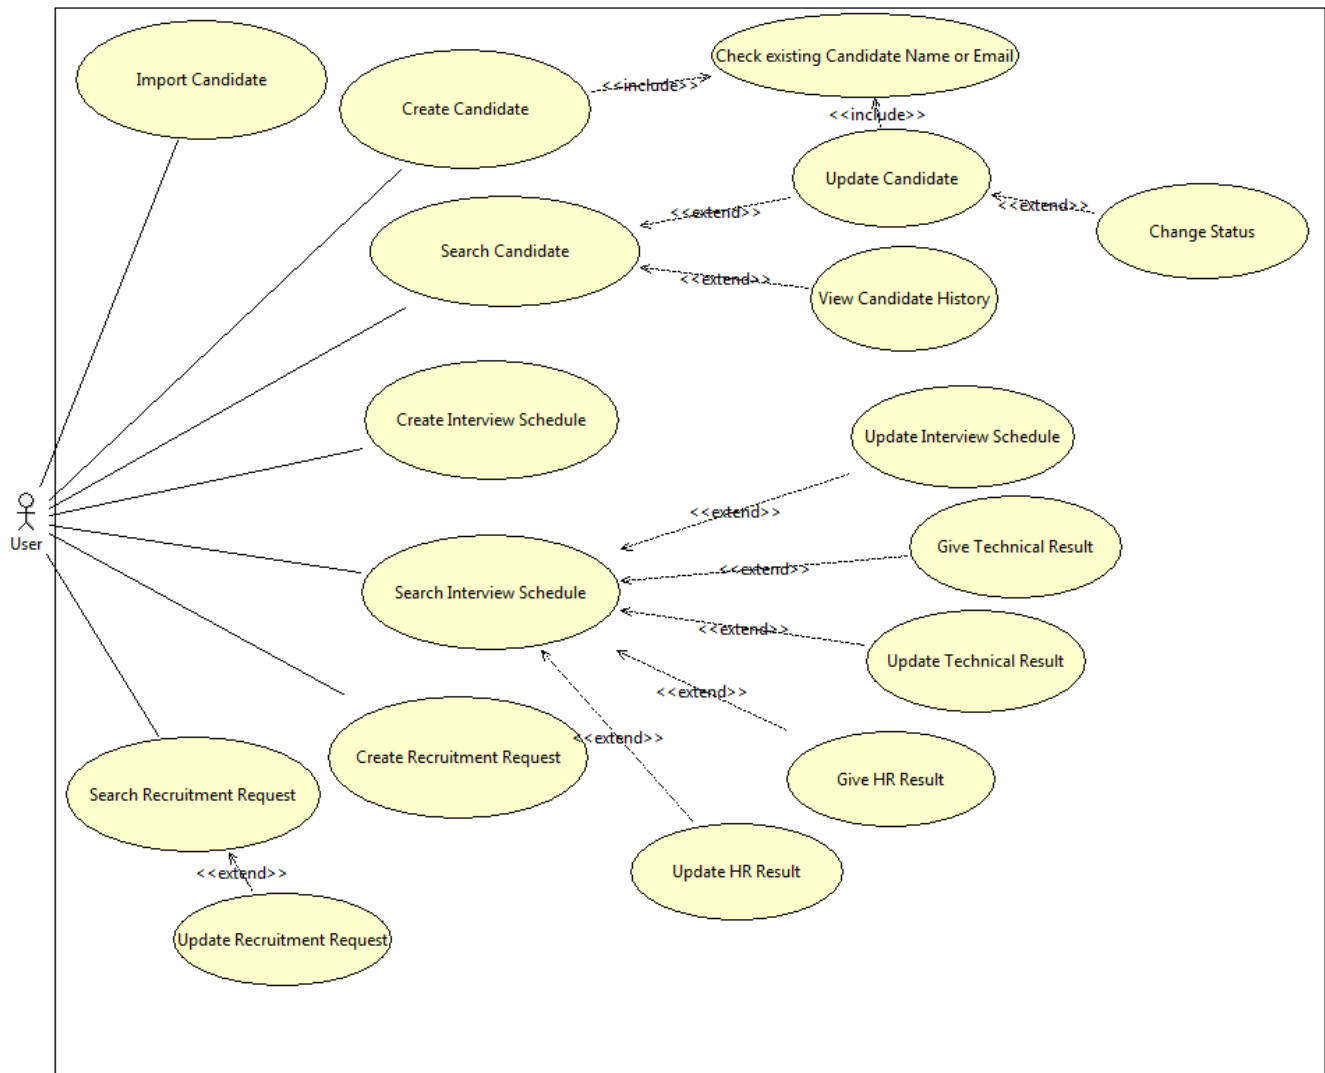 Import Candidate
Create Candidate
Check existing Candidate Name or Email
<<include>>
<<include>>
Update Candidate
<<extend>>
<<extend>>
Change Status
Search Candidate
<<extend>>
View Candidate History
Create Interview Schedule
Update Interview Schedule
<<extend>>
User
Give Technical Result
<<extend>>
Search Interview Schedule
<<extend>>
Update Technical Result
<<extend>>
<<extend>>
Create Recruitment Request
Give HR Result
Search Recruitment Request
<<extend>>
Update HR Result
Update Recruitment Request